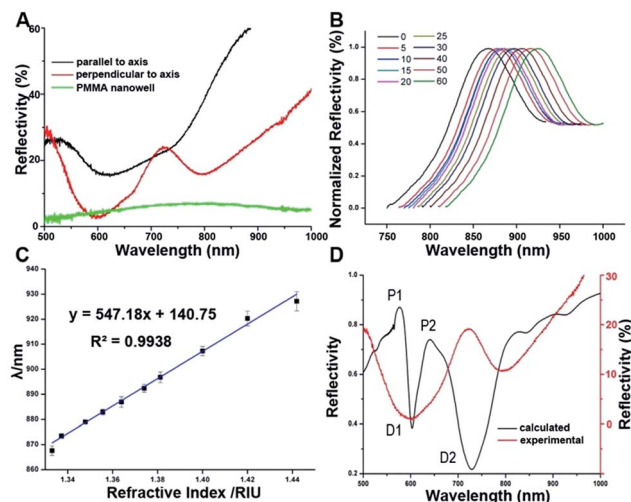 A
parallel to axis
perpendicular to axis
PMMA nanowell
Reflectivity (%)
60
40
20
0
500 600 700 800 900 1000
Wavelength (nm)
B
0 25
5 30
10 40
15 50
20 60
Normalized Reflectivity (%)
1.0
0.8
0.6
0.4
0.2
0.0
750 800 850 900 950 1000
Wavelength (nm)
C
y = 547.18x + 140.75
R² = 0.9938
λ/nm
940
930
920
910
900
890
880
870
860
1.34 1.36 1.38 1.40 1.42 1.44
Refractive Index /RIU
D
P1
P2
D1
D2
calculated
experimental
Reflectivity
1.0
0.8
0.6
0.4
0.2
500 600 700 800 900 1000
Wavelength (nm)
30
20
10
0
Reflectivity (%)